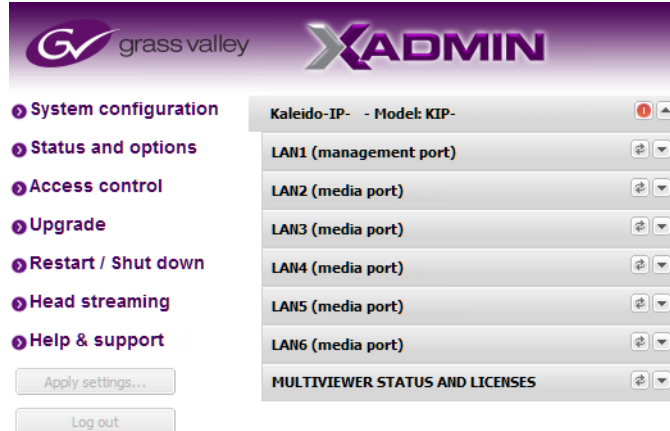 GV grass valley XADMIN
System configuration
Status and options
Access control
Upgrade
Restart / Shut down
Head streaming
Help & support
Apply settings...
Log out
Kaleido-IP- - Model: KIP-
LAN1 (management port)
LAN2 (media port)
LAN3 (media port)
LAN4 (media port)
LAN5 (media port)
LAN6 (media port)
MULTIVIEWER STATUS AND LICENSES